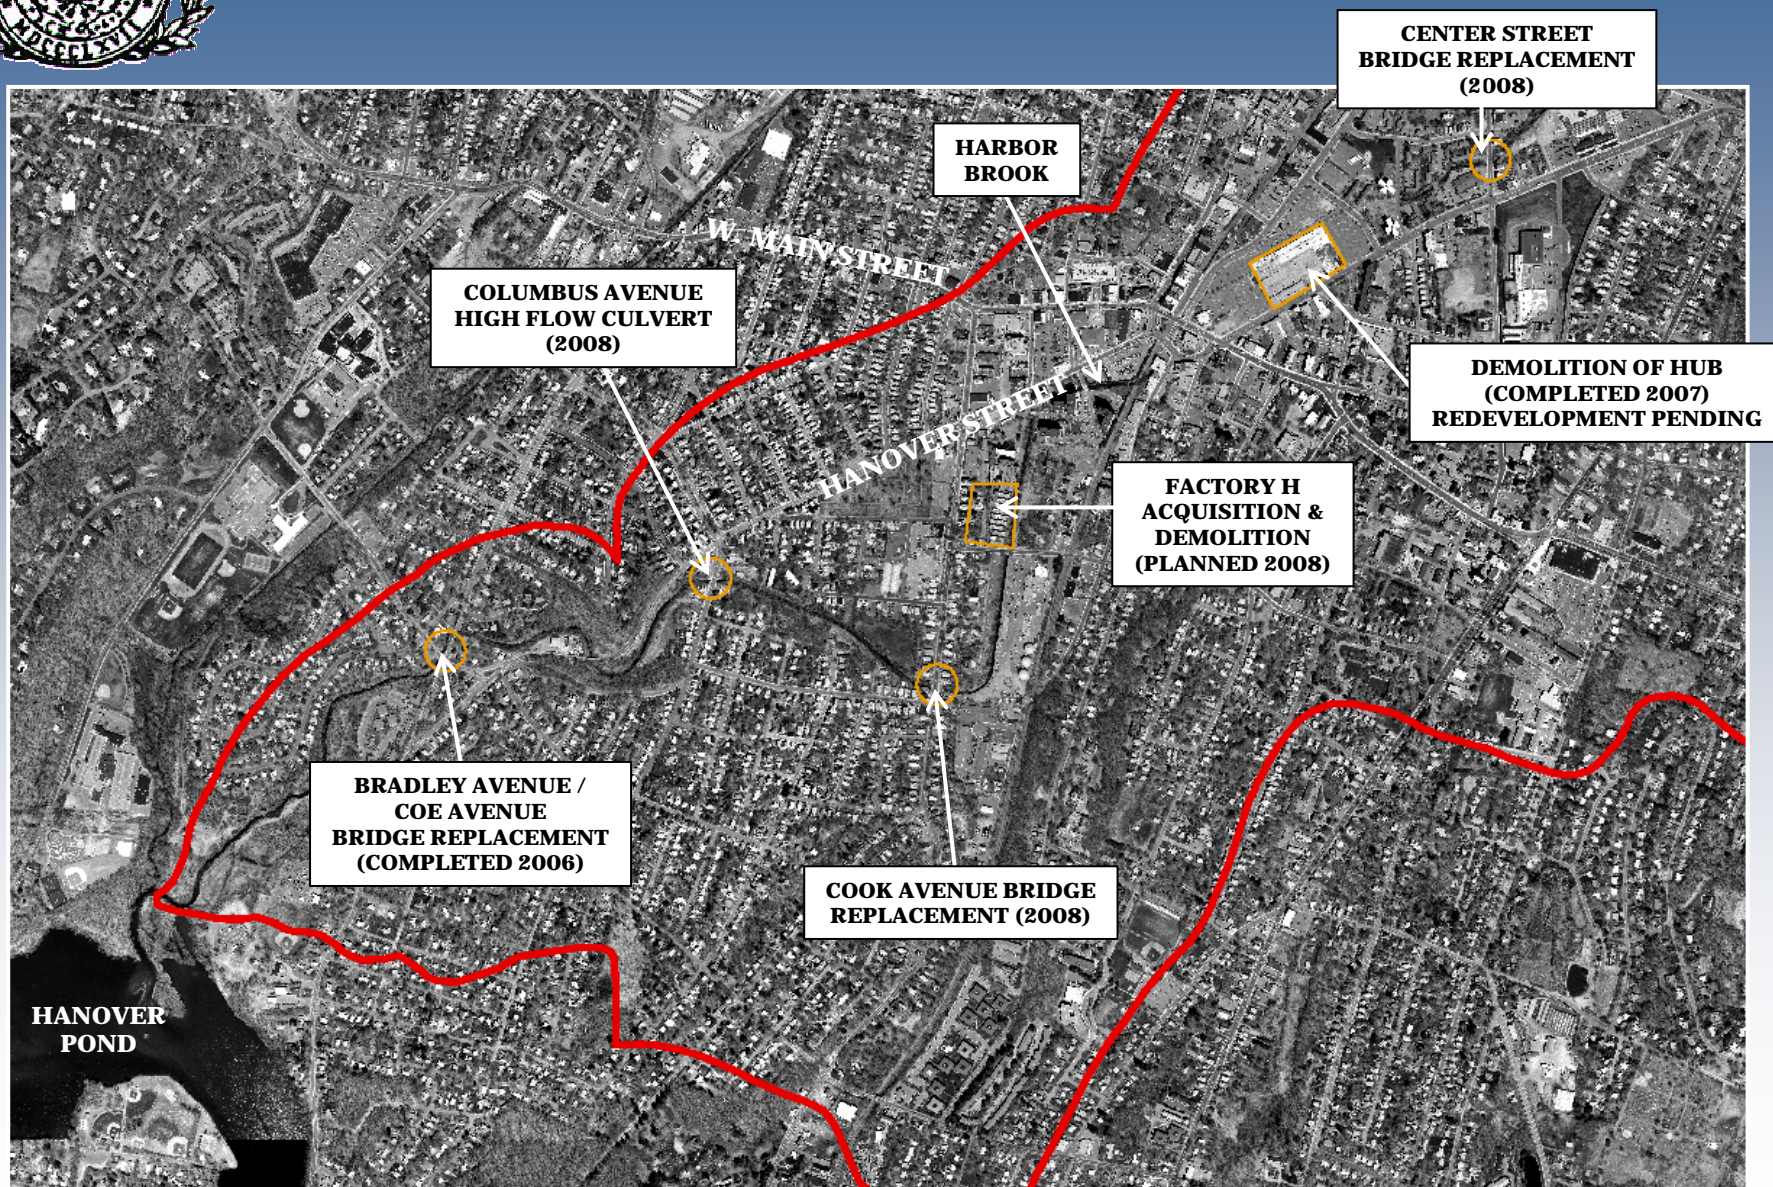 MDCCCLXVII
CENTER STREET
BRIDGE REPLACEMENT
(2008)
HARBOR
BROOK
W. MAIN STREET
COLUMBUS AVENUE
HIGH FLOW CULVERT
(2008)
DEMOLITION OF HUB
(COMPLETED 2007)
REDEVELOPMENT PENDING
HANOVER STREET
FACTORY H
ACQUISITION &
DEMOLITION
(PLANNED 2008)
BRADLEY AVENUE /
COE AVENUE
BRIDGE REPLACEMENT
(COMPLETED 2006)
COOK AVENUE BRIDGE
REPLACEMENT (2008)
HANOVER
POND